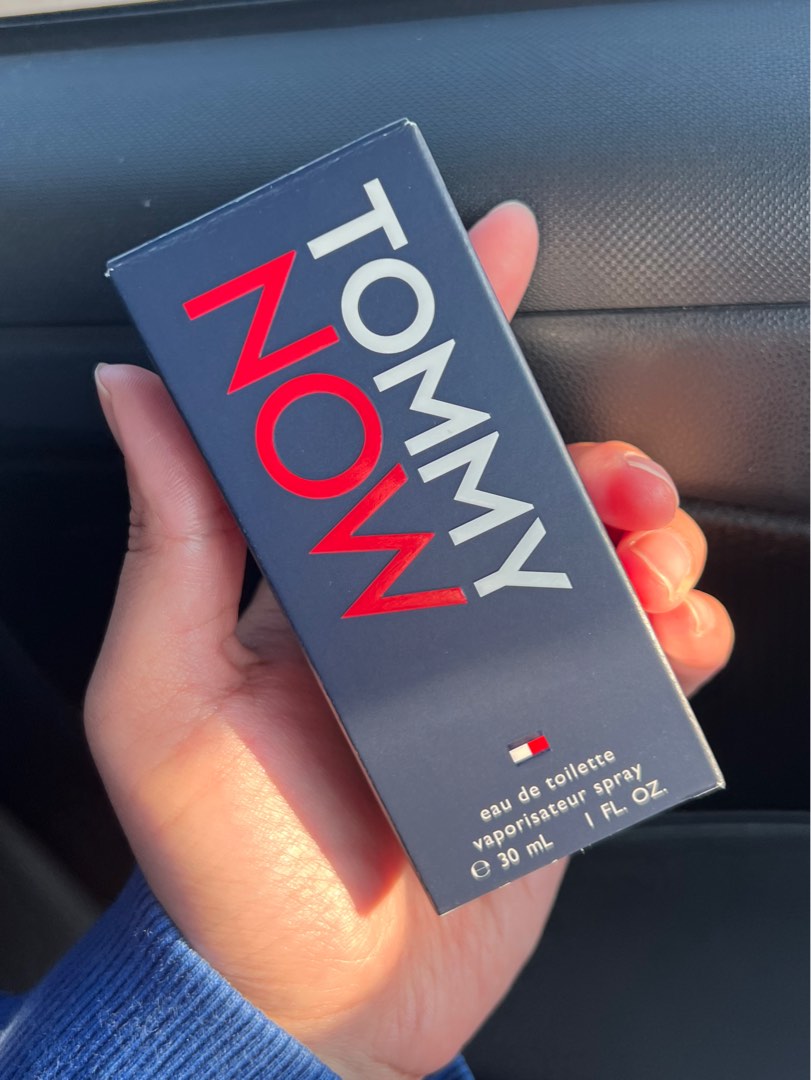 TOMMY
NOW
eau de toilette
vaporisateur spray
℮ 30 mL 1 FL. OZ.